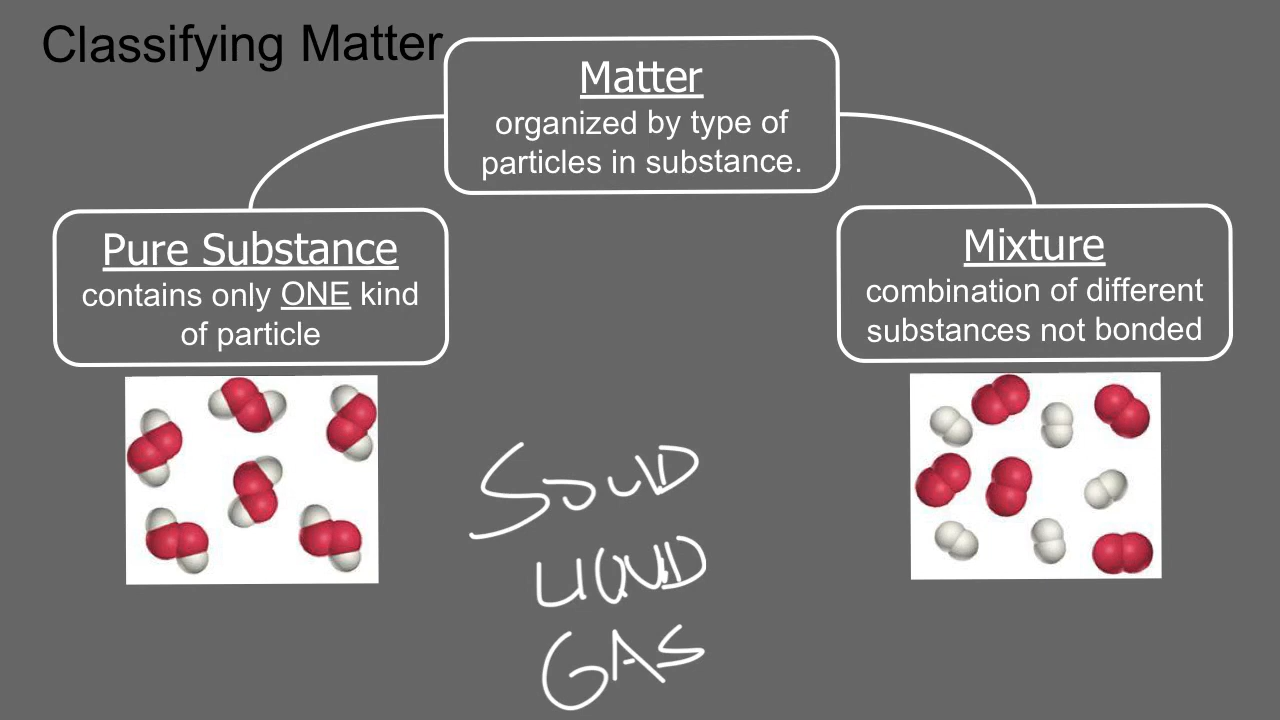 Classifying Matter
Matter
organized by type of
particles in substance.
Pure Substance
contains only ONE kind
of particle
Mixture
combination of different
substances not bonded
SOLID
LIQUID
GAS